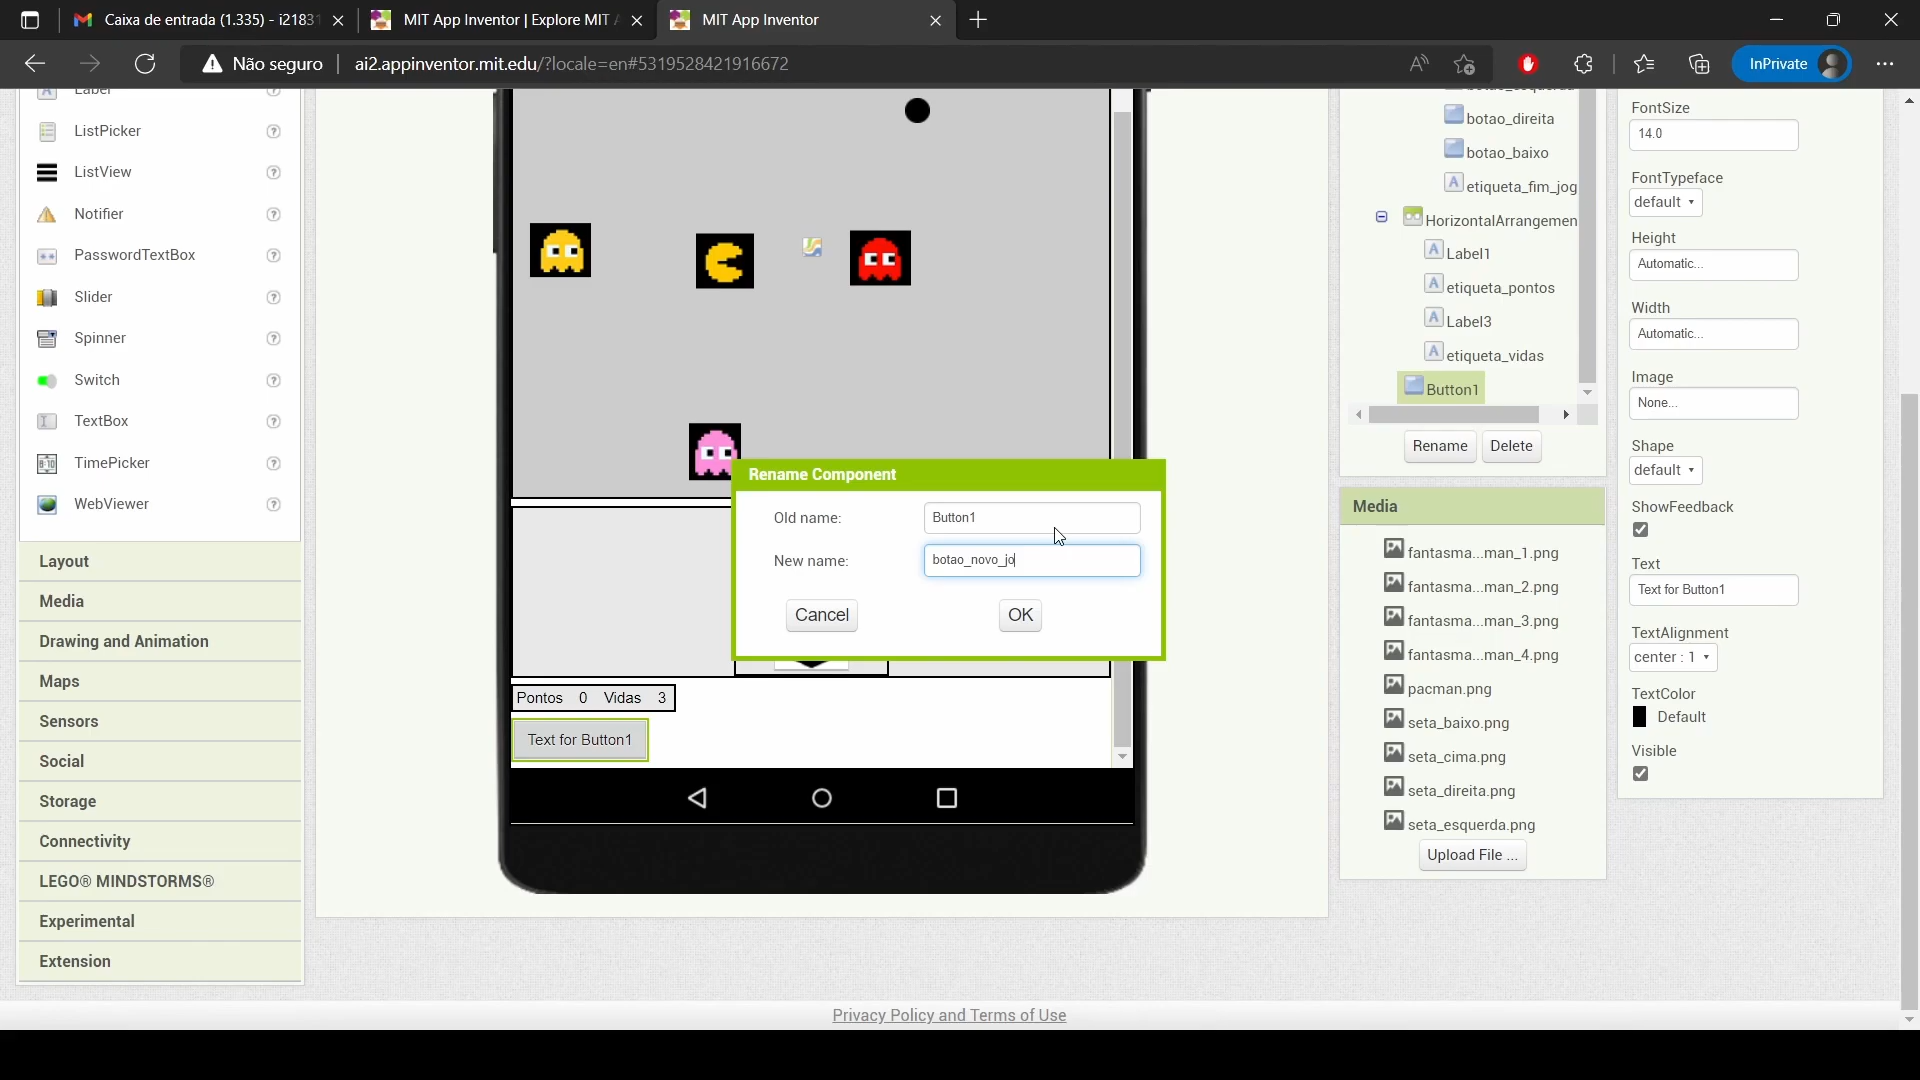 Caixa de entrada (1.335) - i2183
MIT App Inventor | Explore MIT
MIT App Inventor
Não seguro
ai2.appinventor.mit.edu/?locale=en#5319528421916672
InPrivate
Label
ListPicker
ListView
Notifier
PasswordTextBox
Slider
Spinner
Switch
TextBox
TimePicker
WebViewer
Layout
Media
Drawing and Animation
Maps
Sensors
Social
Storage
Connectivity
LEGO® MINDSTORMS®
Experimental
Extension
Rename Component
Old name:
Button1
New name:
botao_novo_jo
Cancel
OK
Pontos 0 Vidas 3
Text for Button1
botao_direita
botao_baixo
etiqueta_fim_jog
HorizontalArrangemen
Label1
etiqueta_pontos
Label3
etiqueta_vidas
Button1
Rename
Delete
Media
fantasma...man_1.png
fantasma...man_2.png
fantasma...man_3.png
fantasma...man_4.png
pacman.png
seta_baixo.png
seta_cima.png
seta_direita.png
seta_esquerda.png
Upload File ...
FontSize
14.0
FontTypeface
default
Height
Automatic...
Width
Automatic...
Image
None...
Shape
default
ShowFeedback
Text
Text for Button1
TextAlignment
center : 1
TextColor
Default
Visible
Privacy Policy and Terms of Use